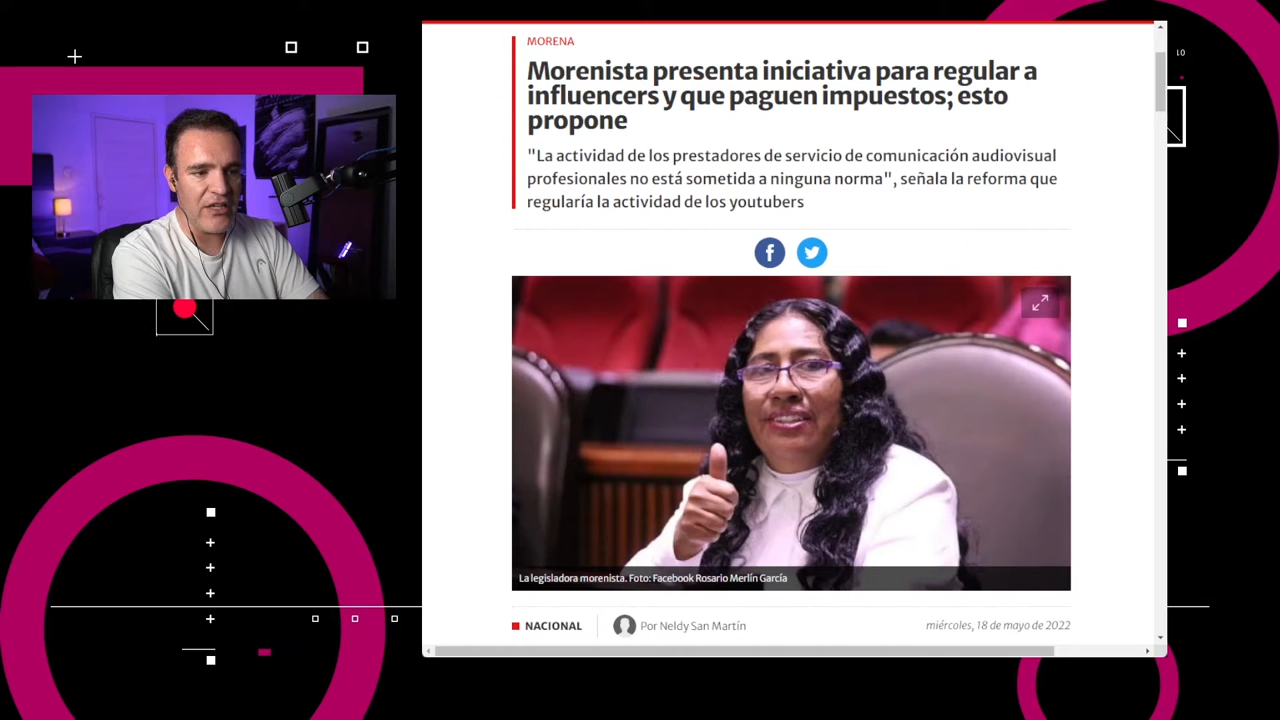 MORENA
Morenista presenta iniciativa para regular a
influencers y que paguen impuestos; esto
propone
"La actividad de los prestadores de servicio de comunicación audiovisual
profesionales no está sometida a ninguna norma", señala la reforma que
regularía la actividad de los youtubers
La legisladora morenista. Foto: Facebook Rosario Merlín García
NACIONAL
Por Neldy San Martín
miércoles, 18 de mayo de 2022
10